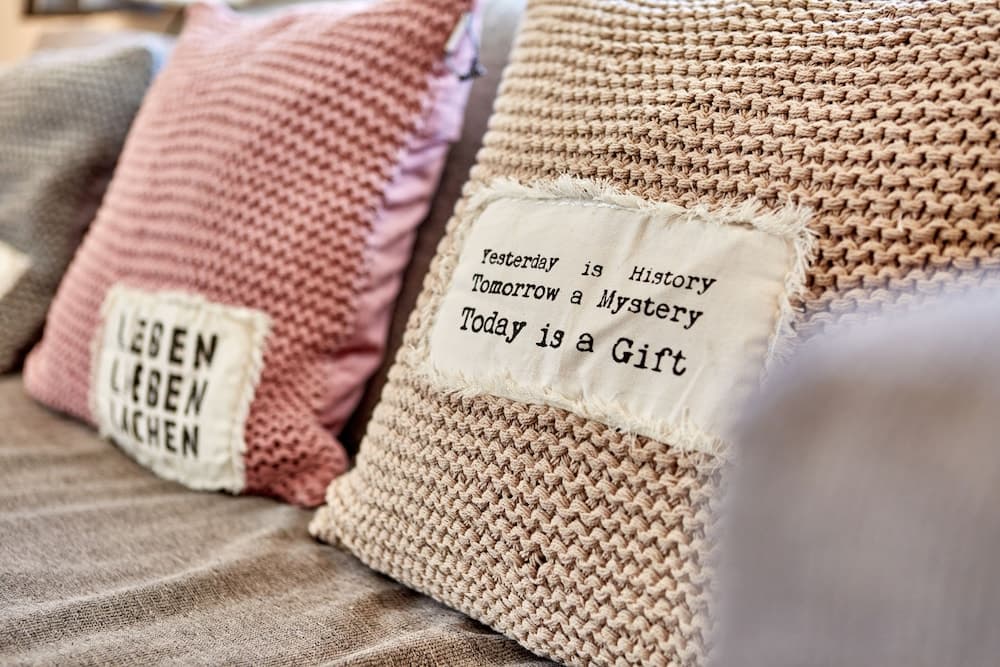 LEBEN
LIEBEN
LACHEN
Yesterday is History
Tomorrow a Mystery
Today is a Gift